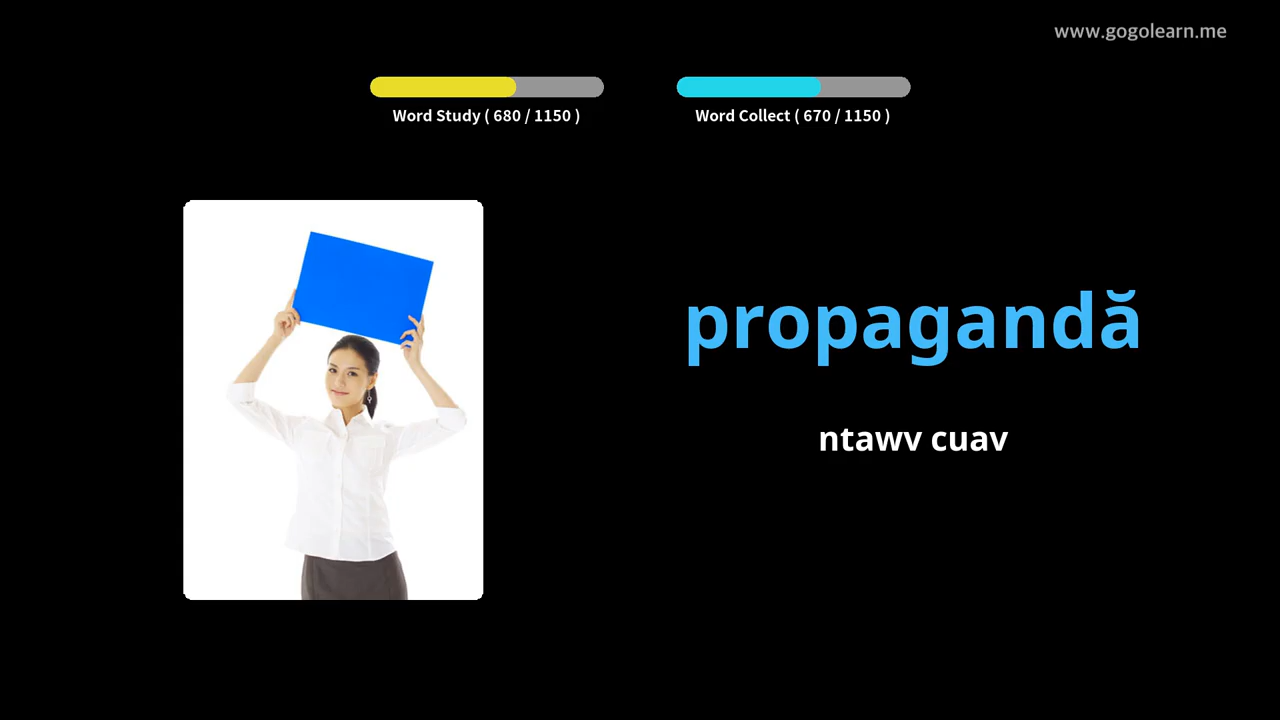 www.gogolearn.me
Word Study ( 680 / 1150 )
Word Collect ( 670 / 1150 )
propagandă
ntawv cuav